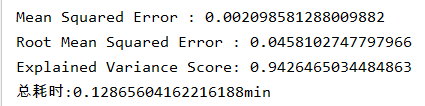 Mean Squared Error : 0.002098581288009882
Root Mean Squared Error : 0.0458102747797966
Explained Variance Score: 0.9426465034484863
总耗时:0.12865604162216188min